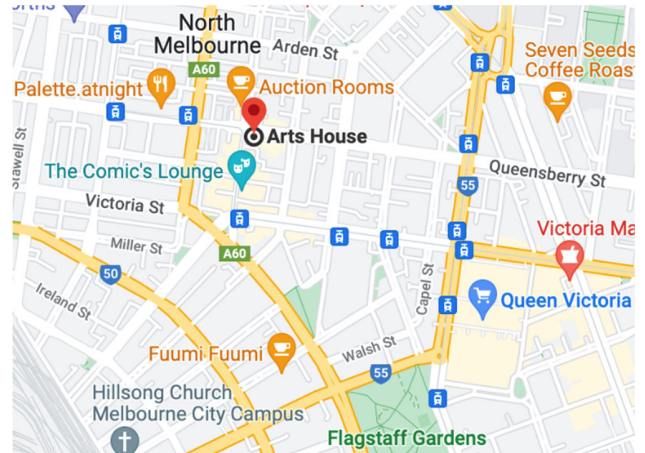 North
Melbourne
Arden St
A60
Seven Seeds
Coffee Roas
Palette.atnight
Auction Rooms
Arts House
The Comic's Lounge
Queensberry St
55
Victoria St
Victoria Ma
Miller St
A60
50
Capel St
Queen Victoria
Ireland St
Fuumi Fuumi
Walsh St
55
Hillsong Church
Melbourne City Campus
Flagstaff Gardens